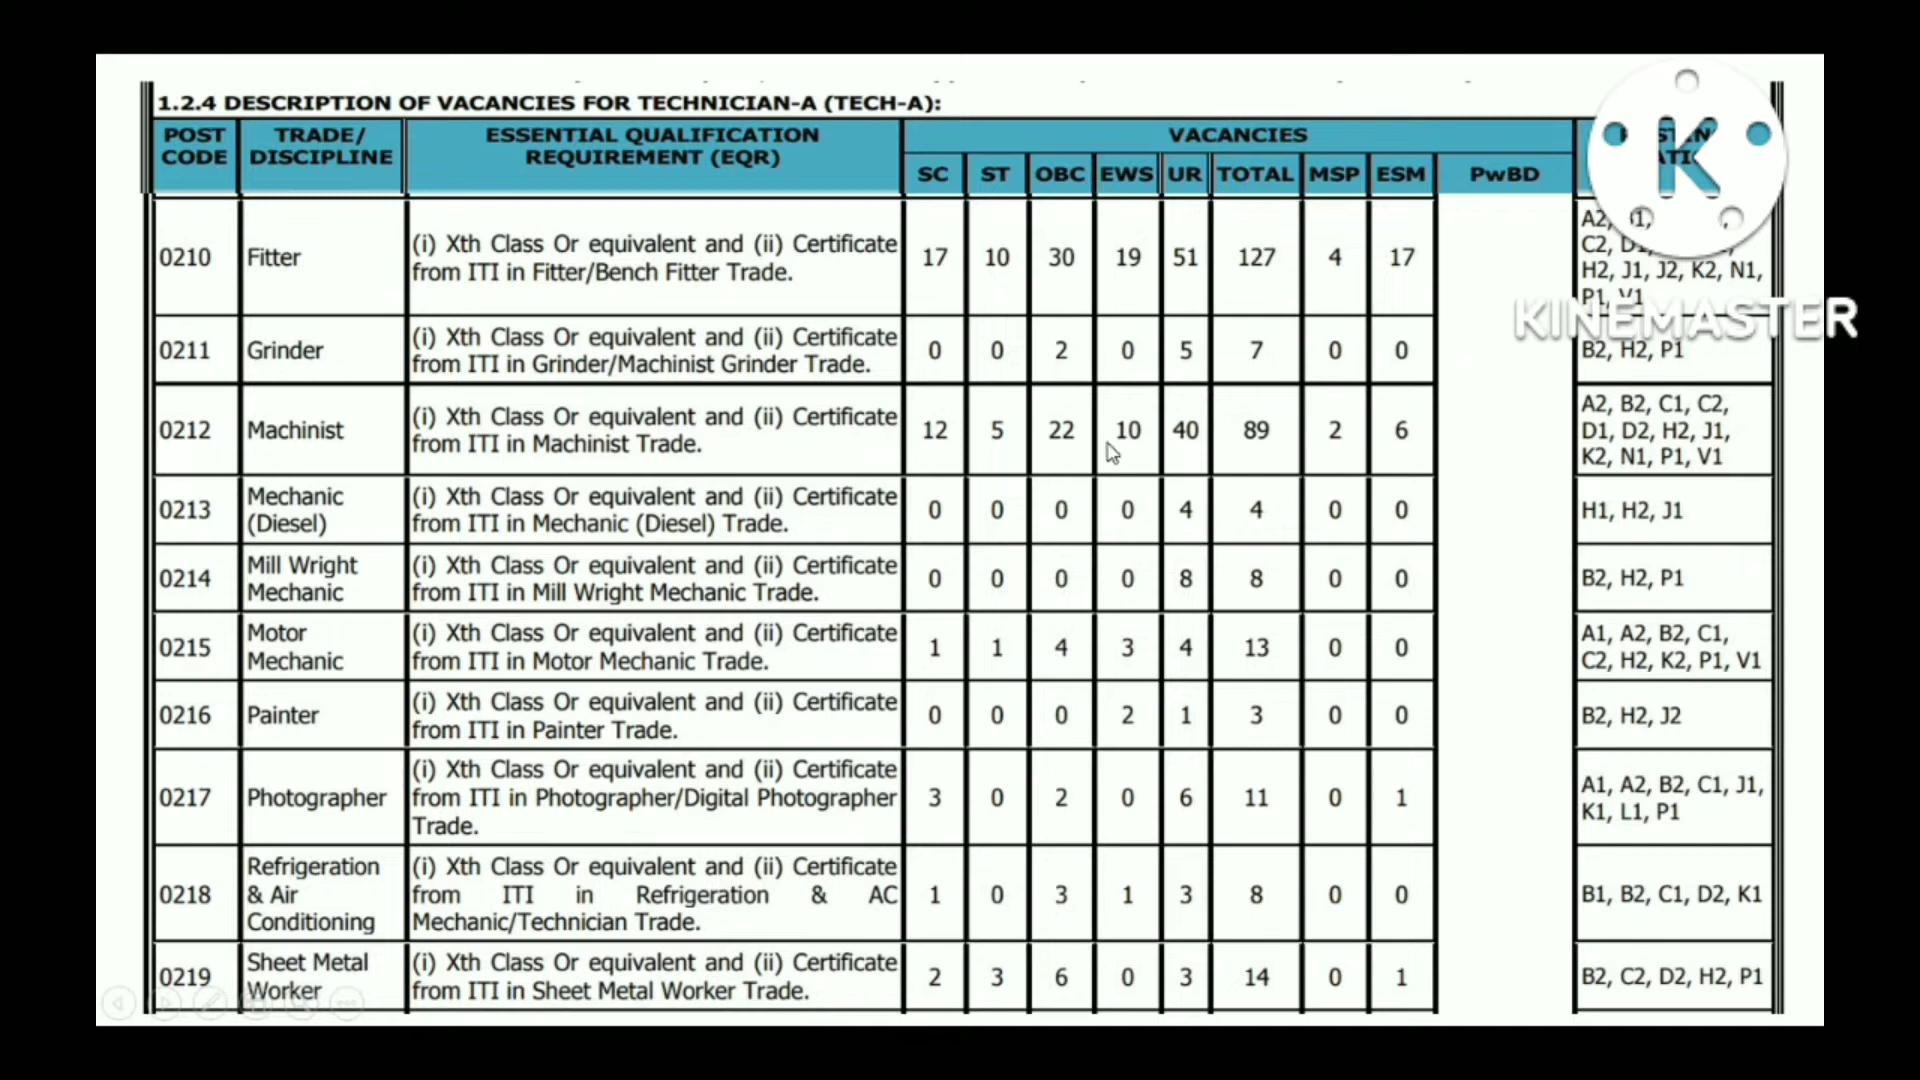 1.2.4 DESCRIPTION OF VACANCIES FOR TECHNICIAN-A (TECH-A):
POST CODE TRADE/ DISCIPLINE ESSENTIAL QUALIFICATION REQUIREMENT (EQR) VACANCIES
SC ST OBC EWS UR TOTAL MSP ESM PwBD
0210 Fitter (i) Xth Class Or equivalent and (ii) Certificate from ITI in Fitter/Bench Fitter Trade. 17 10 30 19 51 127 4 17
A2,
C2,
H2, J1, J2, K2, N1,
P1, V1
KINEMASTER
0211 Grinder (i) Xth Class Or equivalent and (ii) Certificate from ITI in Grinder/Machinist Grinder Trade. 0 0 2 0 5 7 0 0 B2, H2, P1
0212 Machinist (i) Xth Class Or equivalent and (ii) Certificate from ITI in Machinist Trade. 12 5 22 10 40 89 2 6 A2, B2, C1, C2, D1, D2, H2, J1, K2, N1, P1, V1
0213 Mechanic (Diesel) (i) Xth Class Or equivalent and (ii) Certificate from ITI in Mechanic (Diesel) Trade. 0 0 0 0 4 4 0 0 H1, H2, J1
0214 Mill Wright Mechanic (i) Xth Class Or equivalent and (ii) Certificate from ITI in Mill Wright Mechanic Trade. 0 0 0 0 8 8 0 0 B2, H2, P1
0215 Motor Mechanic (i) Xth Class Or equivalent and (ii) Certificate from ITI in Motor Mechanic Trade. 1 1 4 3 4 13 0 0 A1, A2, B2, C1, C2, H2, K2, P1, V1
0216 Painter (i) Xth Class Or equivalent and (ii) Certificate from ITI in Painter Trade. 0 0 0 2 1 3 0 0 B2, H2, J2
0217 Photographer (i) Xth Class Or equivalent and (ii) Certificate from ITI in Photographer/Digital Photographer Trade. 3 0 2 0 6 11 0 1 A1, A2, B2, C1, J1, K1, L1, P1
0218 Refrigeration & Air Conditioning (i) Xth Class Or equivalent and (ii) Certificate from ITI in Refrigeration & AC Mechanic/Technician Trade. 1 0 3 1 3 8 0 0 B1, B2, C1, D2, K1
0219 Sheet Metal Worker (i) Xth Class Or equivalent and (ii) Certificate from ITI in Sheet Metal Worker Trade. 2 3 6 0 3 14 0 1 B2, C2, D2, H2, P1